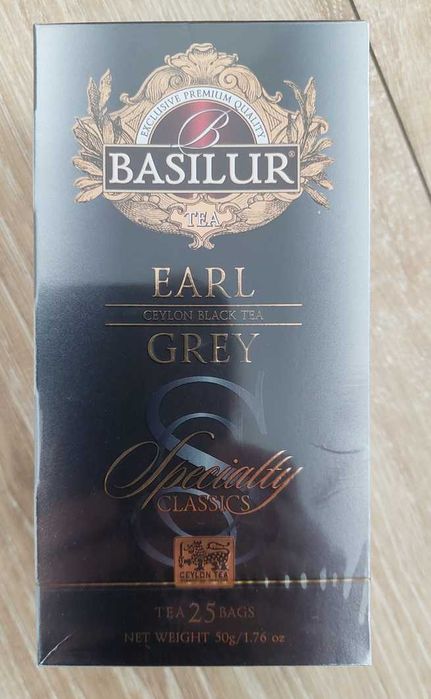 EXCLUSIVE PREMIUM QUALITY
B
BASILUR®
TEA
EARL
CEYLON BLACK TEA
GREY
S
Specialty
CLASSICS
CEYLON TEA
TEA 25 BAGS
NET WEIGHT 50g/1.76 oz